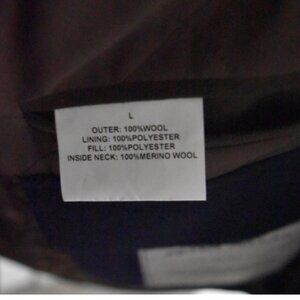 L
OUTER: 100%WOOL
LINING: 100%POLYESTER
FILL: 100%POLYESTER
INSIDE NECK: 100%MERINO WOOL